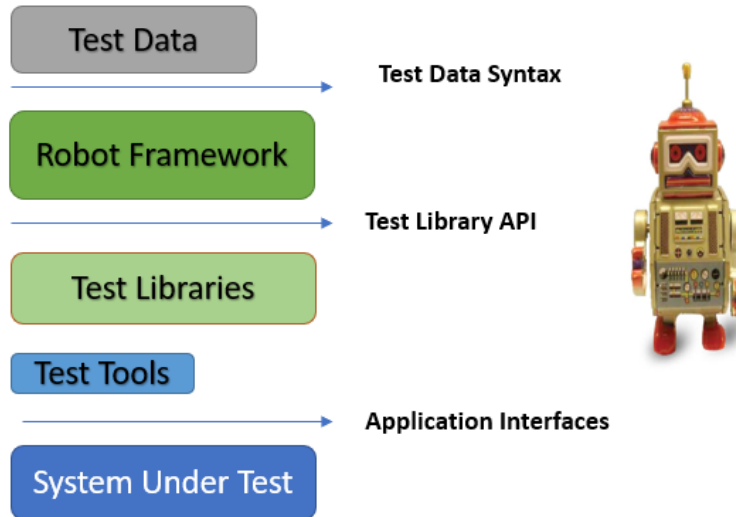 Test Data
Test Data Syntax
Robot Framework
Test Library API
Test Libraries
Test Tools
Application Interfaces
System Under Test